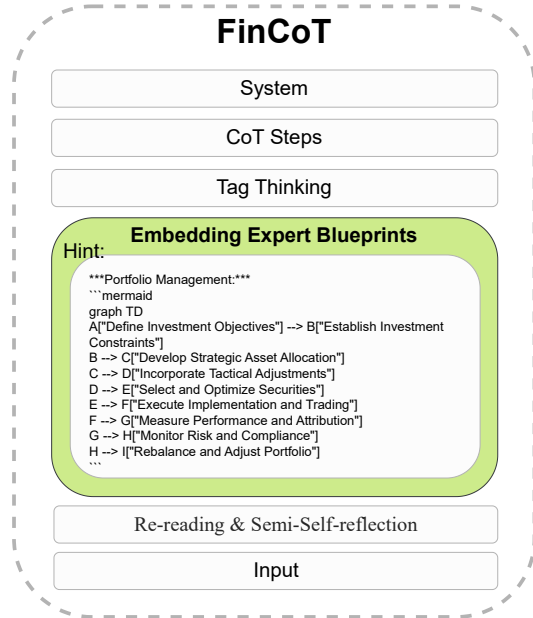 FinCoT
System
CoT Steps
Tag Thinking
Embedding Expert Blueprints
Hint:
***Portfolio Management:***
```mermaid
graph TD
A["Define Investment Objectives"] --> B["Establish Investment
Constraints"]
B --> C["Develop Strategic Asset Allocation"]
C --> D["Incorporate Tactical Adjustments"]
D --> E["Select and Optimize Securities"]
E --> F["Execute Implementation and Trading"]
F --> G["Measure Performance and Attribution"]
G --> H["Monitor Risk and Compliance"]
H --> I["Rebalance and Adjust Portfolio"]
```
Re-reading & Semi-Self-reflection
Input